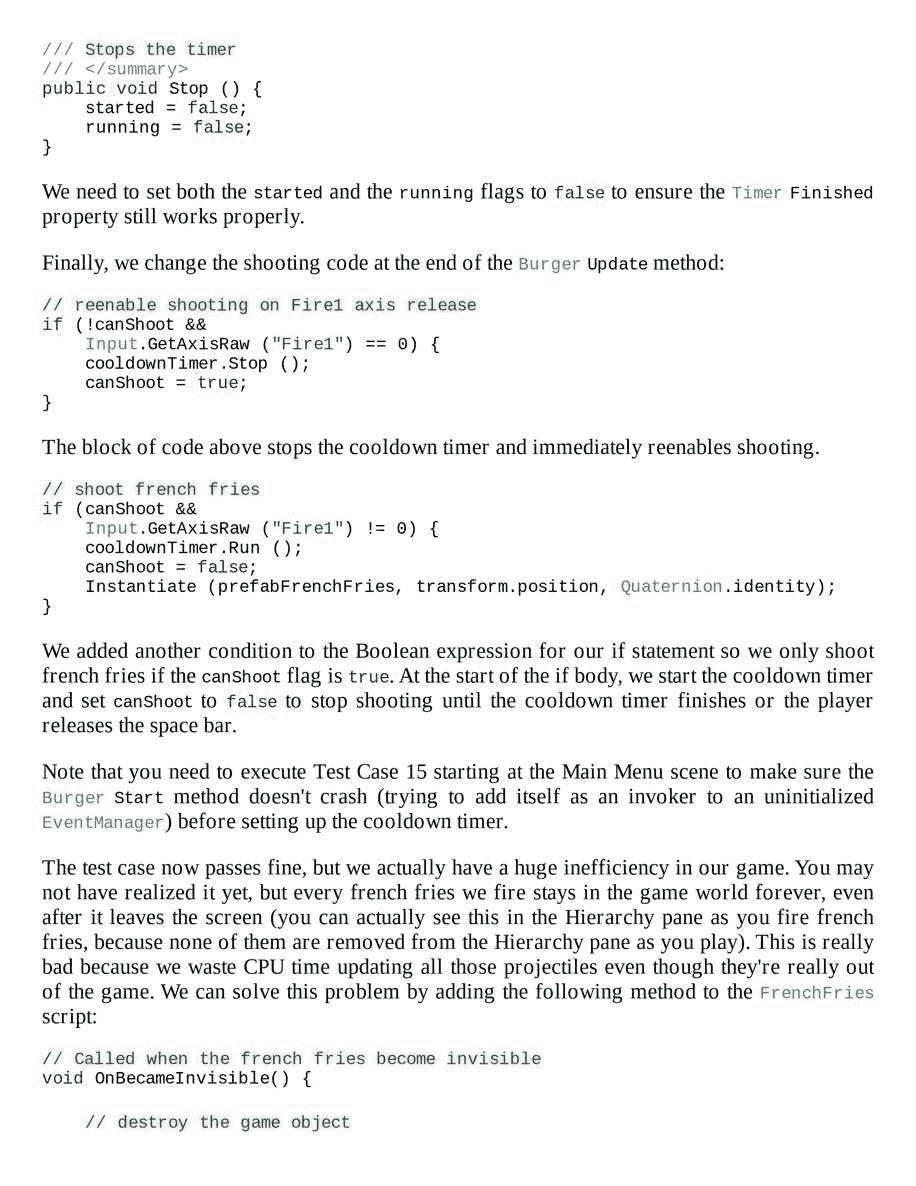 /// Stops the timer
/// </summary>
public void Stop () {
    started = false;
    running = false;
}
We need to set both the started and the running flags to false to ensure the Timer Finished
property still works properly.
Finally, we change the shooting code at the end of the Burger Update method:
// reenable shooting on Fire1 axis release
if (!canShoot &&
    Input.GetAxisRaw ("Fire1") == 0) {
    cooldownTimer.Stop ();
    canShoot = true;
}
The block of code above stops the cooldown timer and immediately reenables shooting.
// shoot french fries
if (canShoot &&
    Input.GetAxisRaw ("Fire1") != 0) {
    cooldownTimer.Run ();
    canShoot = false;
    Instantiate (prefabFrenchFries, transform.position, Quaternion.identity);
}
We added another condition to the Boolean expression for our if statement so we only shoot
french fries if the canShoot flag is true. At the start of the if body, we start the cooldown timer
and set canShoot to false to stop shooting until the cooldown timer finishes or the player
releases the space bar.
Note that you need to execute Test Case 15 starting at the Main Menu scene to make sure the
Burger Start method doesn't crash (trying to add itself as an invoker to an uninitialized
EventManager) before setting up the cooldown timer.
The test case now passes fine, but we actually have a huge inefficiency in our game. You may
not have realized it yet, but every french fries we fire stays in the game world forever, even
after it leaves the screen (you can actually see this in the Hierarchy pane as you fire french
fries, because none of them are removed from the Hierarchy pane as you play). This is really
bad because we waste CPU time updating all those projectiles even though they're really out
of the game. We can solve this problem by adding the following method to the FrenchFries
script:
// Called when the french fries become invisible
void OnBecameInvisible() {
    // destroy the game object